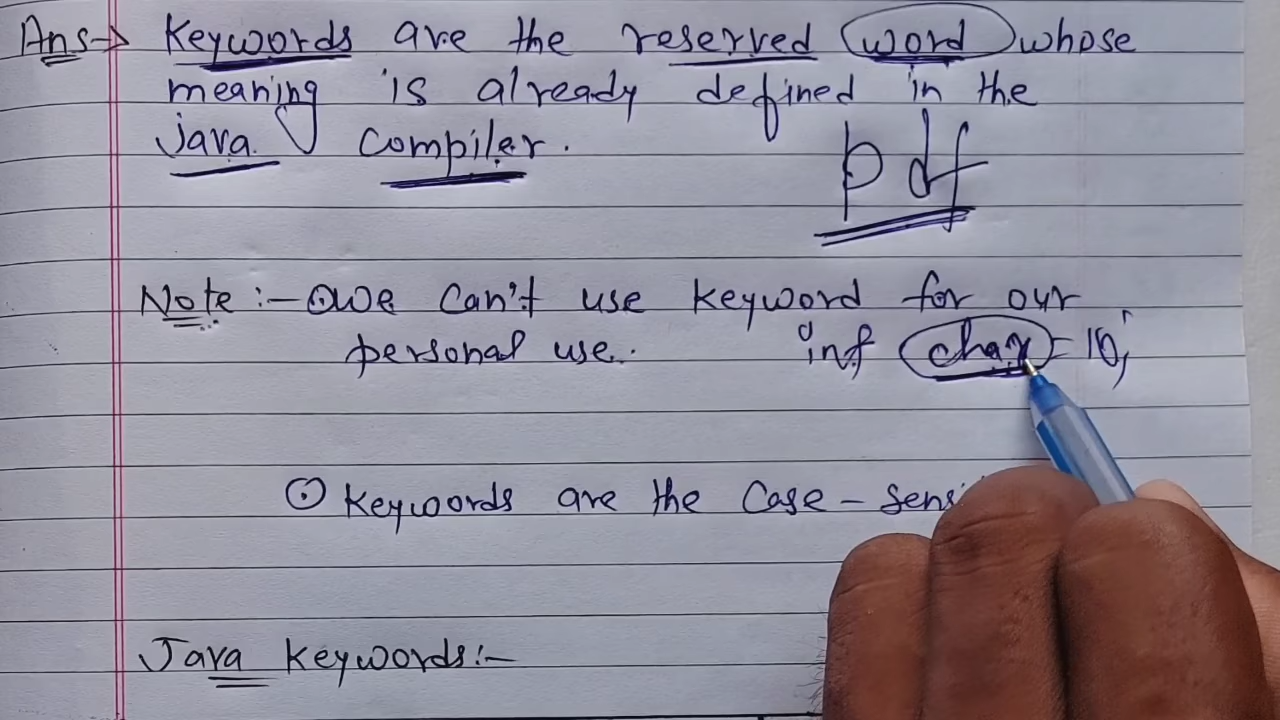 Ans→ Keywords are the reserved word whose
meaning is already defined in the
java compiler.
pdf
Note:- ⊙ we can't use keyword for our
personal use. int char = 10;
⊙ Keywords are the Case-sensi
Java Keywords:-